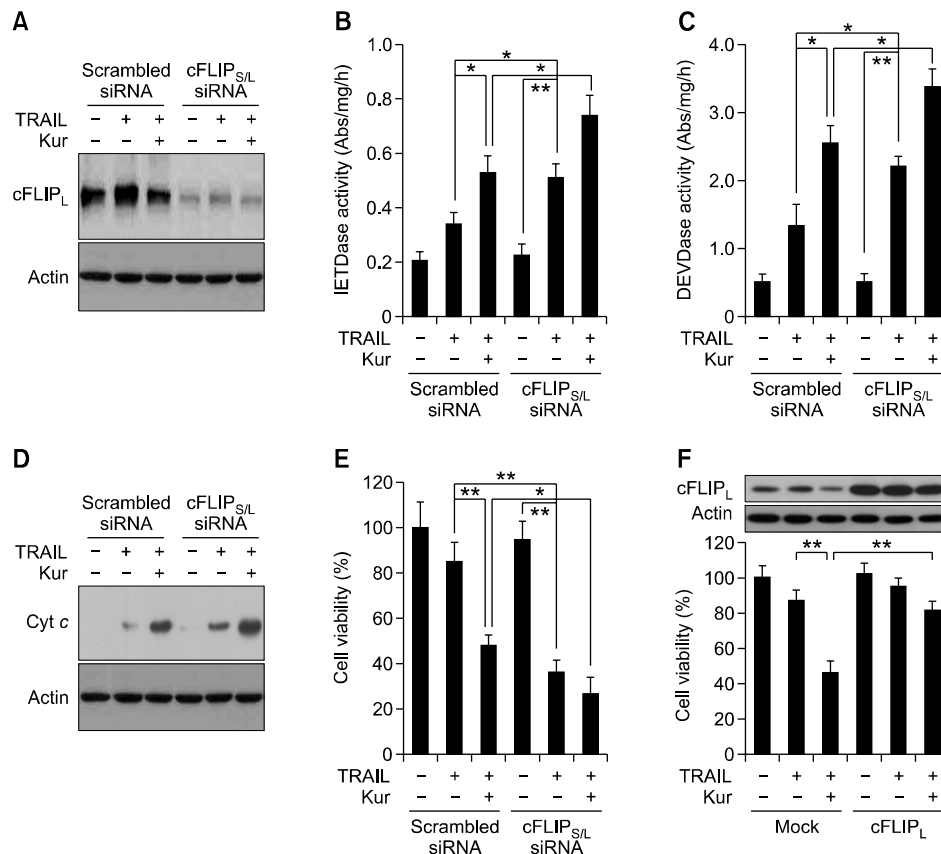 A
Scrambled siRNA
cFLIPS/L siRNA
TRAIL – + + – + +
Kur – – + – – +
cFLIPL
Actin
B
IETDase activity (Abs/mg/h)
1.0
0.8
0.6
0.4
0.2
0
* * * **
TRAIL – + + – + +
Kur – – + – – +
Scrambled siRNA
cFLIPS/L siRNA
C
DEVDase activity (Abs/mg/h)
4.0
3.0
2.0
1.0
0
* * * **
TRAIL – + + – + +
Kur – – + – – +
Scrambled siRNA
cFLIPS/L siRNA
D
Scrambled siRNA
cFLIPS/L siRNA
TRAIL – + + – + +
Kur – – + – – +
Cyt c
Actin
E
Cell viability (%)
120
100
80
60
40
20
0
** ** * **
TRAIL – + + – + +
Kur – – + – – +
Scrambled siRNA
cFLIPS/L siRNA
F
cFLIPL
Actin
Cell viability (%)
120
100
80
60
40
20
0
** **
TRAIL – + + – + +
Kur – – + – – +
Mock
cFLIPL